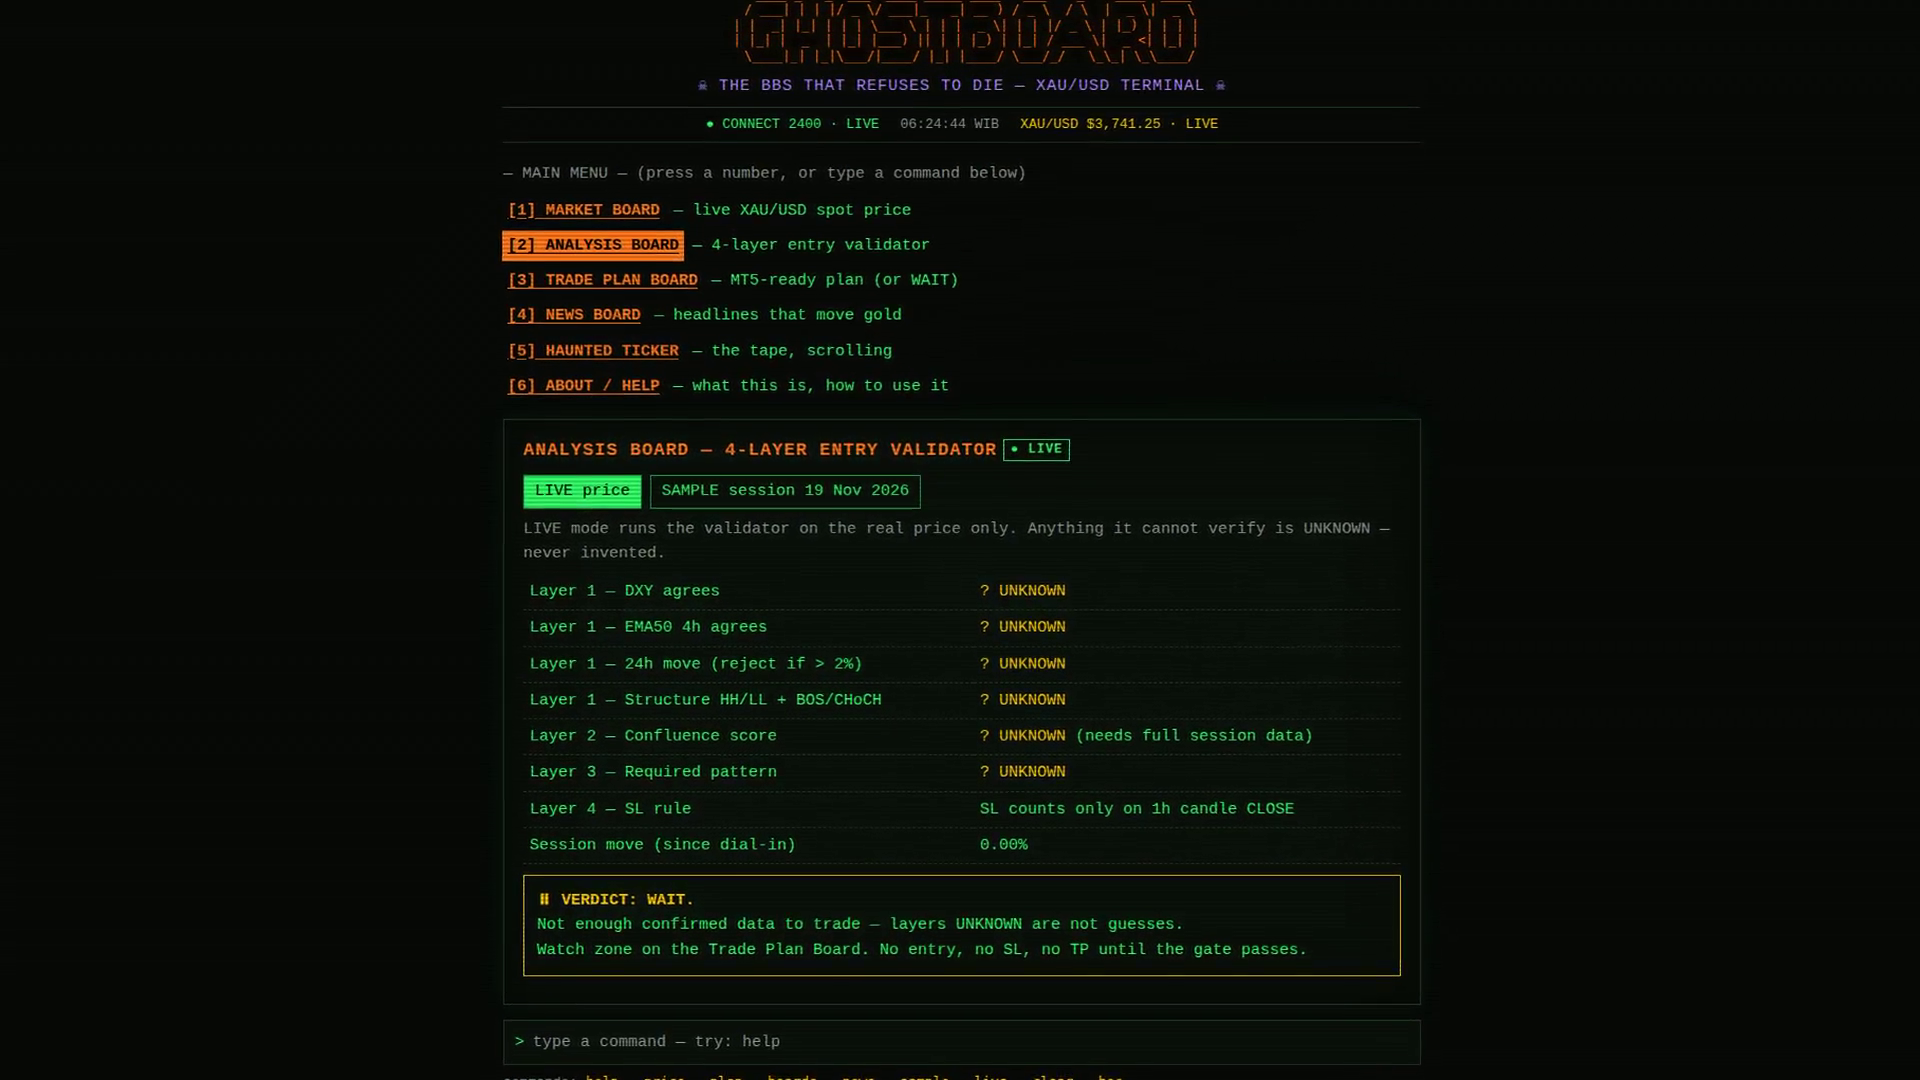 GHOSTBOARD
☠ THE BBS THAT REFUSES TO DIE — XAU/USD TERMINAL ☠
● CONNECT 2400 · LIVE 06:24:44 WIB XAU/USD $3,741.25 · LIVE
— MAIN MENU — (press a number, or type a command below)
[1] MARKET BOARD — live XAU/USD spot price
[2] ANALYSIS BOARD — 4-layer entry validator
[3] TRADE PLAN BOARD — MT5-ready plan (or WAIT)
[4] NEWS BOARD — headlines that move gold
[5] HAUNTED TICKER — the tape, scrolling
[6] ABOUT / HELP — what this is, how to use it
ANALYSIS BOARD — 4-LAYER ENTRY VALIDATOR ● LIVE
LIVE price SAMPLE session 19 Nov 2026
LIVE mode runs the validator on the real price only. Anything it cannot verify is UNKNOWN —
never invented.
Layer 1 — DXY agrees ? UNKNOWN
Layer 1 — EMA50 4h agrees ? UNKNOWN
Layer 1 — 24h move (reject if > 2%) ? UNKNOWN
Layer 1 — Structure HH/LL + BOS/CHoCH ? UNKNOWN
Layer 2 — Confluence score ? UNKNOWN (needs full session data)
Layer 3 — Required pattern ? UNKNOWN
Layer 4 — SL rule SL counts only on 1h candle CLOSE
Session move (since dial-in) 0.00%
⏸ VERDICT: WAIT.
Not enough confirmed data to trade — layers UNKNOWN are not guesses.
Watch zone on the Trade Plan Board. No entry, no SL, no TP until the gate passes.
> type a command — try: help